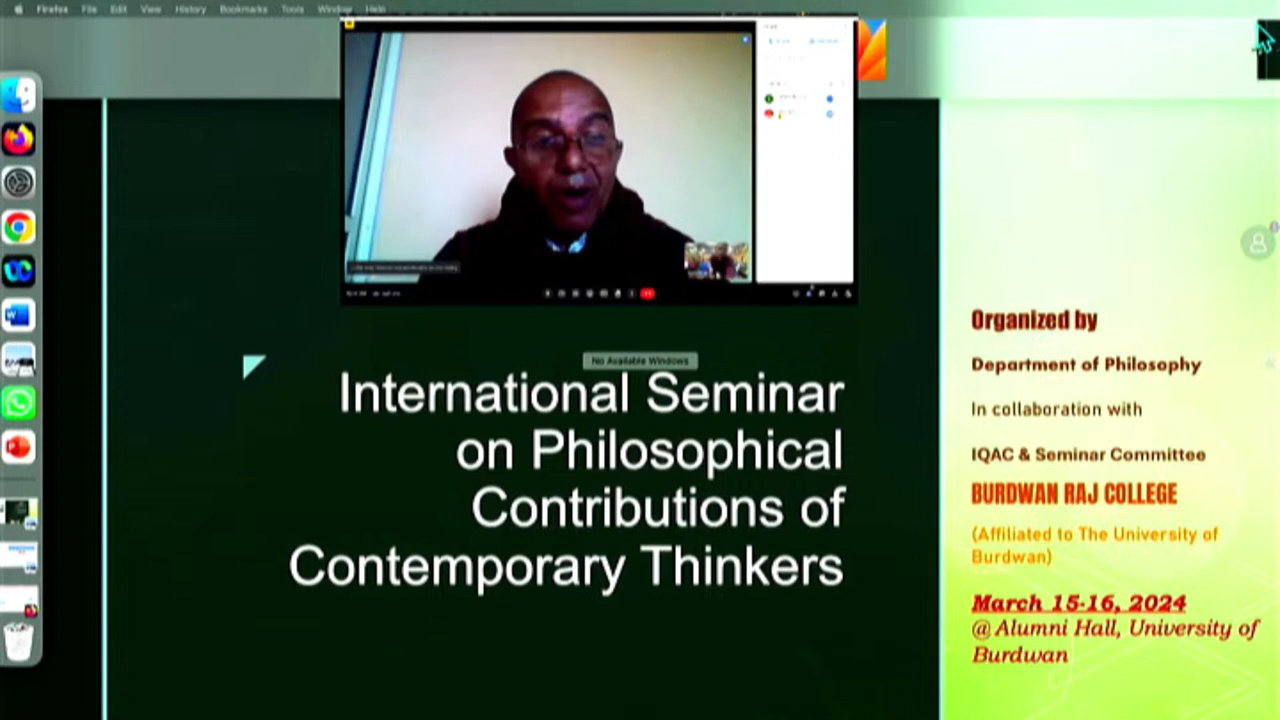 Firefox File Edit View History Bookmarks Tools Window Help
No Available Windows
International Seminar
on Philosophical
Contributions of
Contemporary Thinkers
Organized by
Department of Philosophy
In collaboration with
IQAC & Seminar Committee
BURDWAN RAJ COLLEGE
(Affiliated to The University of
Burdwan)
March 15-16, 2024
@ Alumni Hall, University of
Burdwan